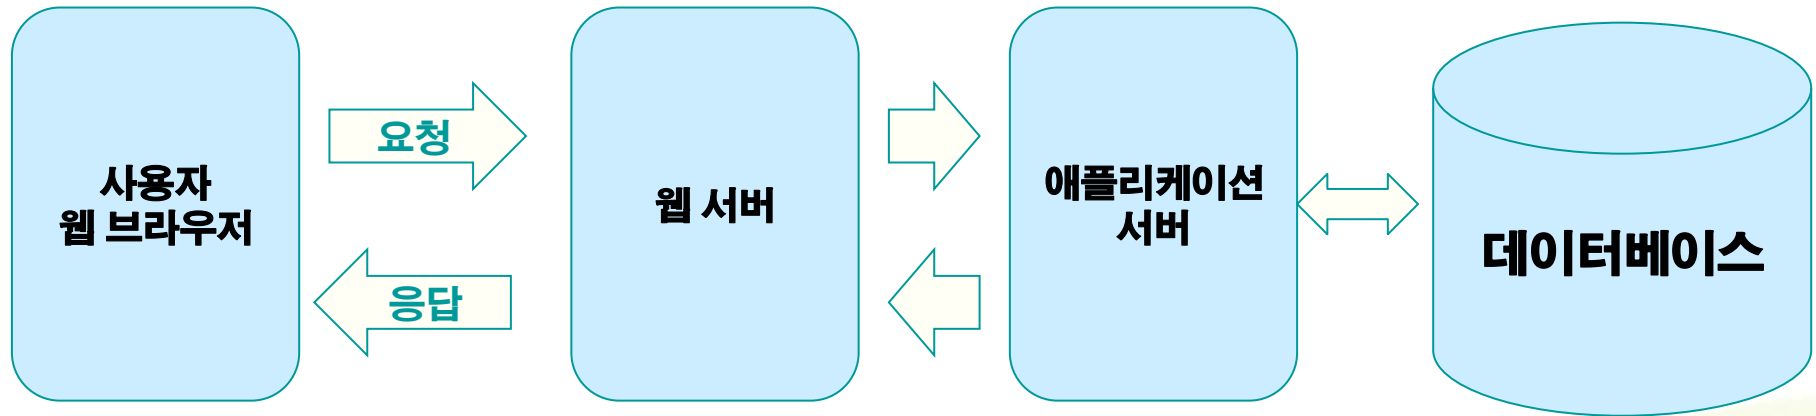 사용자
웹 브라우저
요청
응답
웹 서버
애플리케이션
서버
데이터베이스